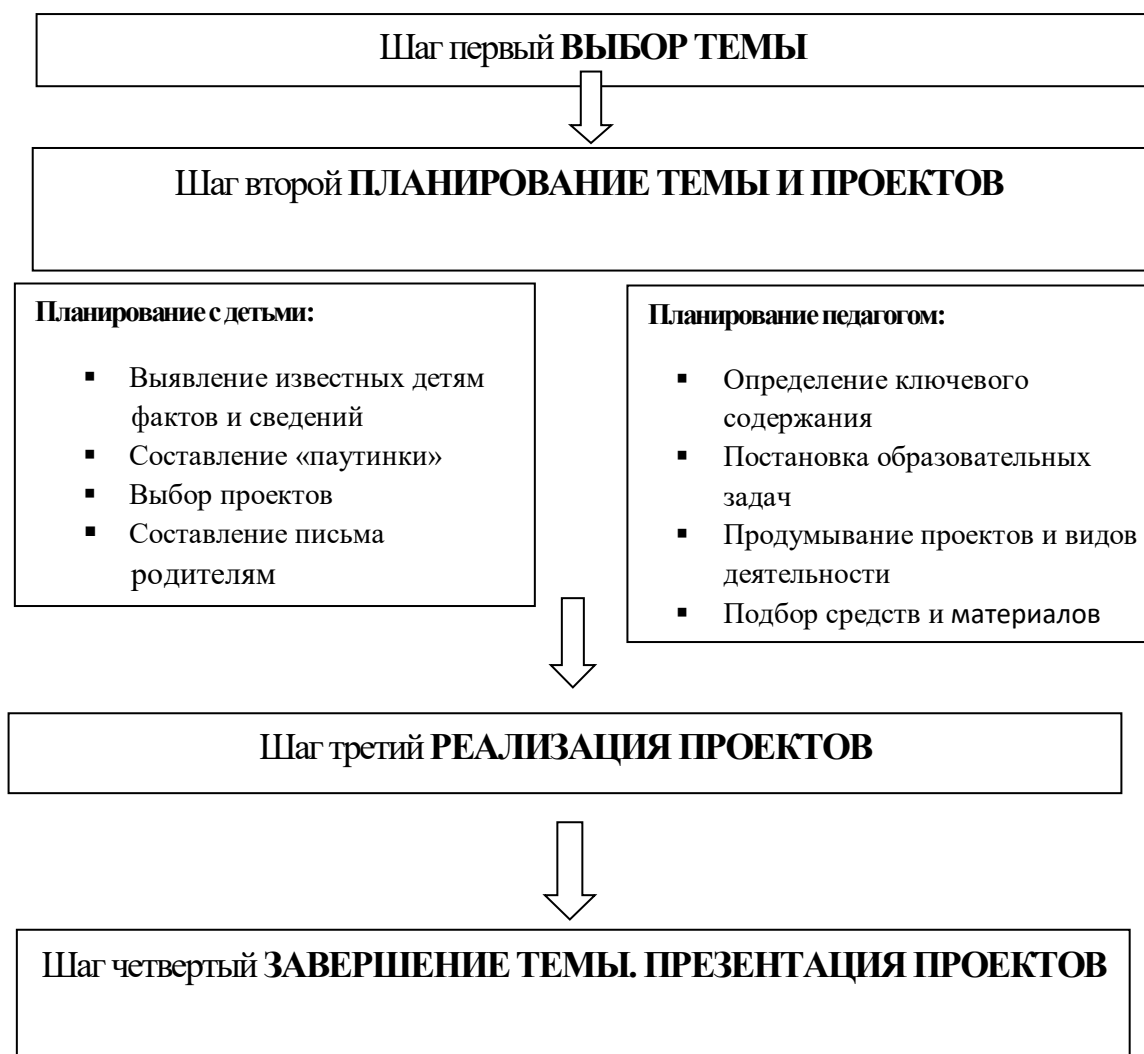 Шаг первый ВЫБОР ТЕМЫ
Шаг второй ПЛАНИРОВАНИЕ ТЕМЫ И ПРОЕКТОВ
Планирование с детьми:
▪ Выявление известных детям
фактов и сведений
▪ Составление «паутинки»
▪ Выбор проектов
▪ Составление письма
родителям
Планирование педагогом:
▪ Определение ключевого
содержания
▪ Постановка образовательных
задач
▪ Продумывание проектов и видов
деятельности
▪ Подбор средств и материалов
Шаг третий РЕАЛИЗАЦИЯ ПРОЕКТОВ
Шаг четвертый ЗАВЕРШЕНИЕ ТЕМЫ. ПРЕЗЕНТАЦИЯ ПРОЕКТОВ